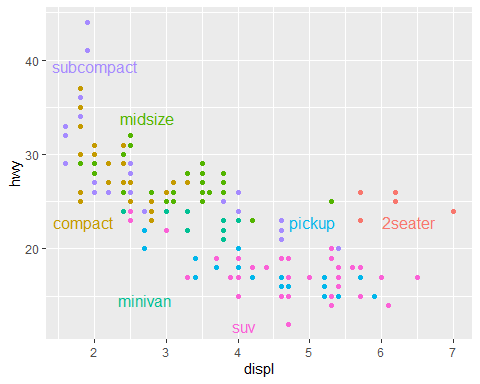 40
30
20
hwy
subcompact
midsize
compact
pickup
2seater
minivan
suv
2
3
4
5
6
7
displ